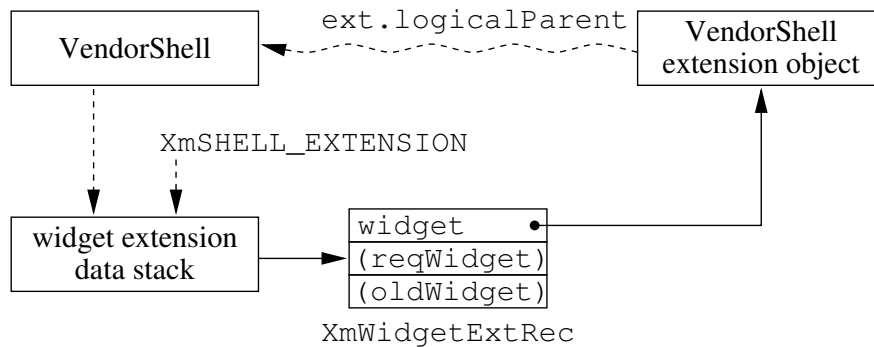 ext.logicalParent
VendorShell
VendorShell
extension object
XmSHELL_EXTENSION
widget extension
data stack
widget
(reqWidget)
(oldWidget)
XmWidgetExtRec